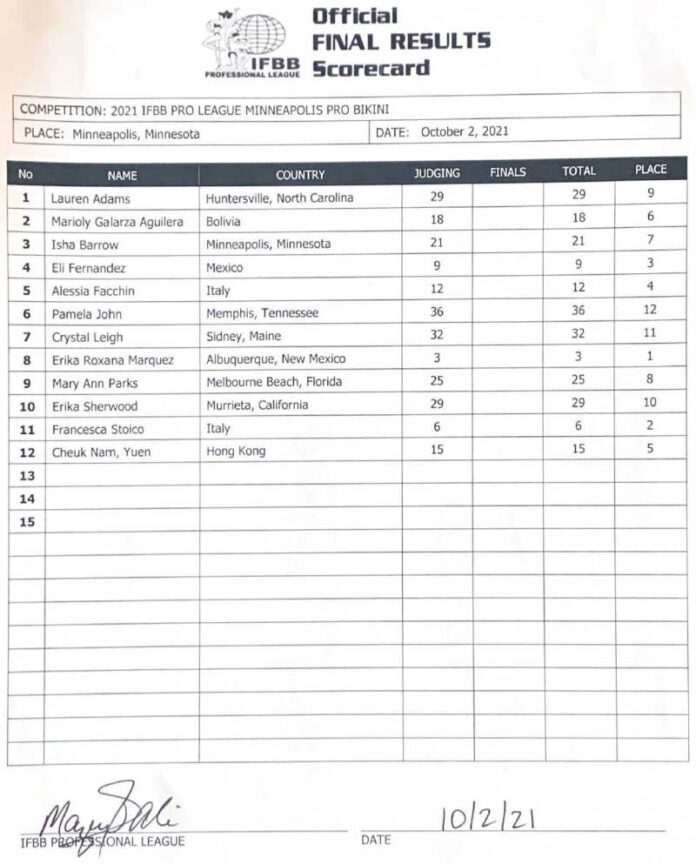 Official
FINAL RESULTS
Scorecard
IFBB
PROFESSIONAL LEAGUE
COMPETITION: 2021 IFBB PRO LEAGUE MINNEAPOLIS PRO BIKINI
PLACE: Minneapolis, Minnesota DATE: October 2, 2021
No NAME COUNTRY JUDGING FINALS TOTAL PLACE
1 Lauren Adams Huntersville, North Carolina 29 29 9
2 Marioly Galarza Aguilera Bolivia 18 18 6
3 Isha Barrow Minneapolis, Minnesota 21 21 7
4 Eli Fernandez Mexico 9 9 3
5 Alessia Facchin Italy 12 12 4
6 Pamela John Memphis, Tennessee 36 36 12
7 Crystal Leigh Sidney, Maine 32 32 11
8 Erika Roxana Marquez Albuquerque, New Mexico 3 3 1
9 Mary Ann Parks Melbourne Beach, Florida 25 25 8
10 Erika Sherwood Murrieta, California 29 29 10
11 Francesca Stoico Italy 6 6 2
12 Cheuk Nam, Yuen Hong Kong 15 15 5
13
14
15
10/2/21
IFBB PROFESSIONAL LEAGUE DATE